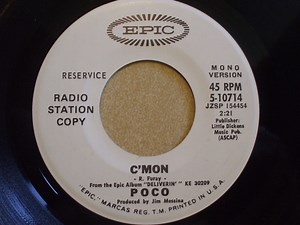 EPIC
RESERVICE
MONO
VERSION
RADIO
STATION
COPY
45 RPM
5-10714
JZSP 154454
2:21
Publisher:
Little Dickens
Music Pub.
(ASCAP)
C'MON
- R. Furay -
From the Epic Album "DELIVERIN'" KE 30209
POCO
Produced by Jim Messina
"EPIC," MARCAS REG. T.M. PRINTED IN U.S.A.